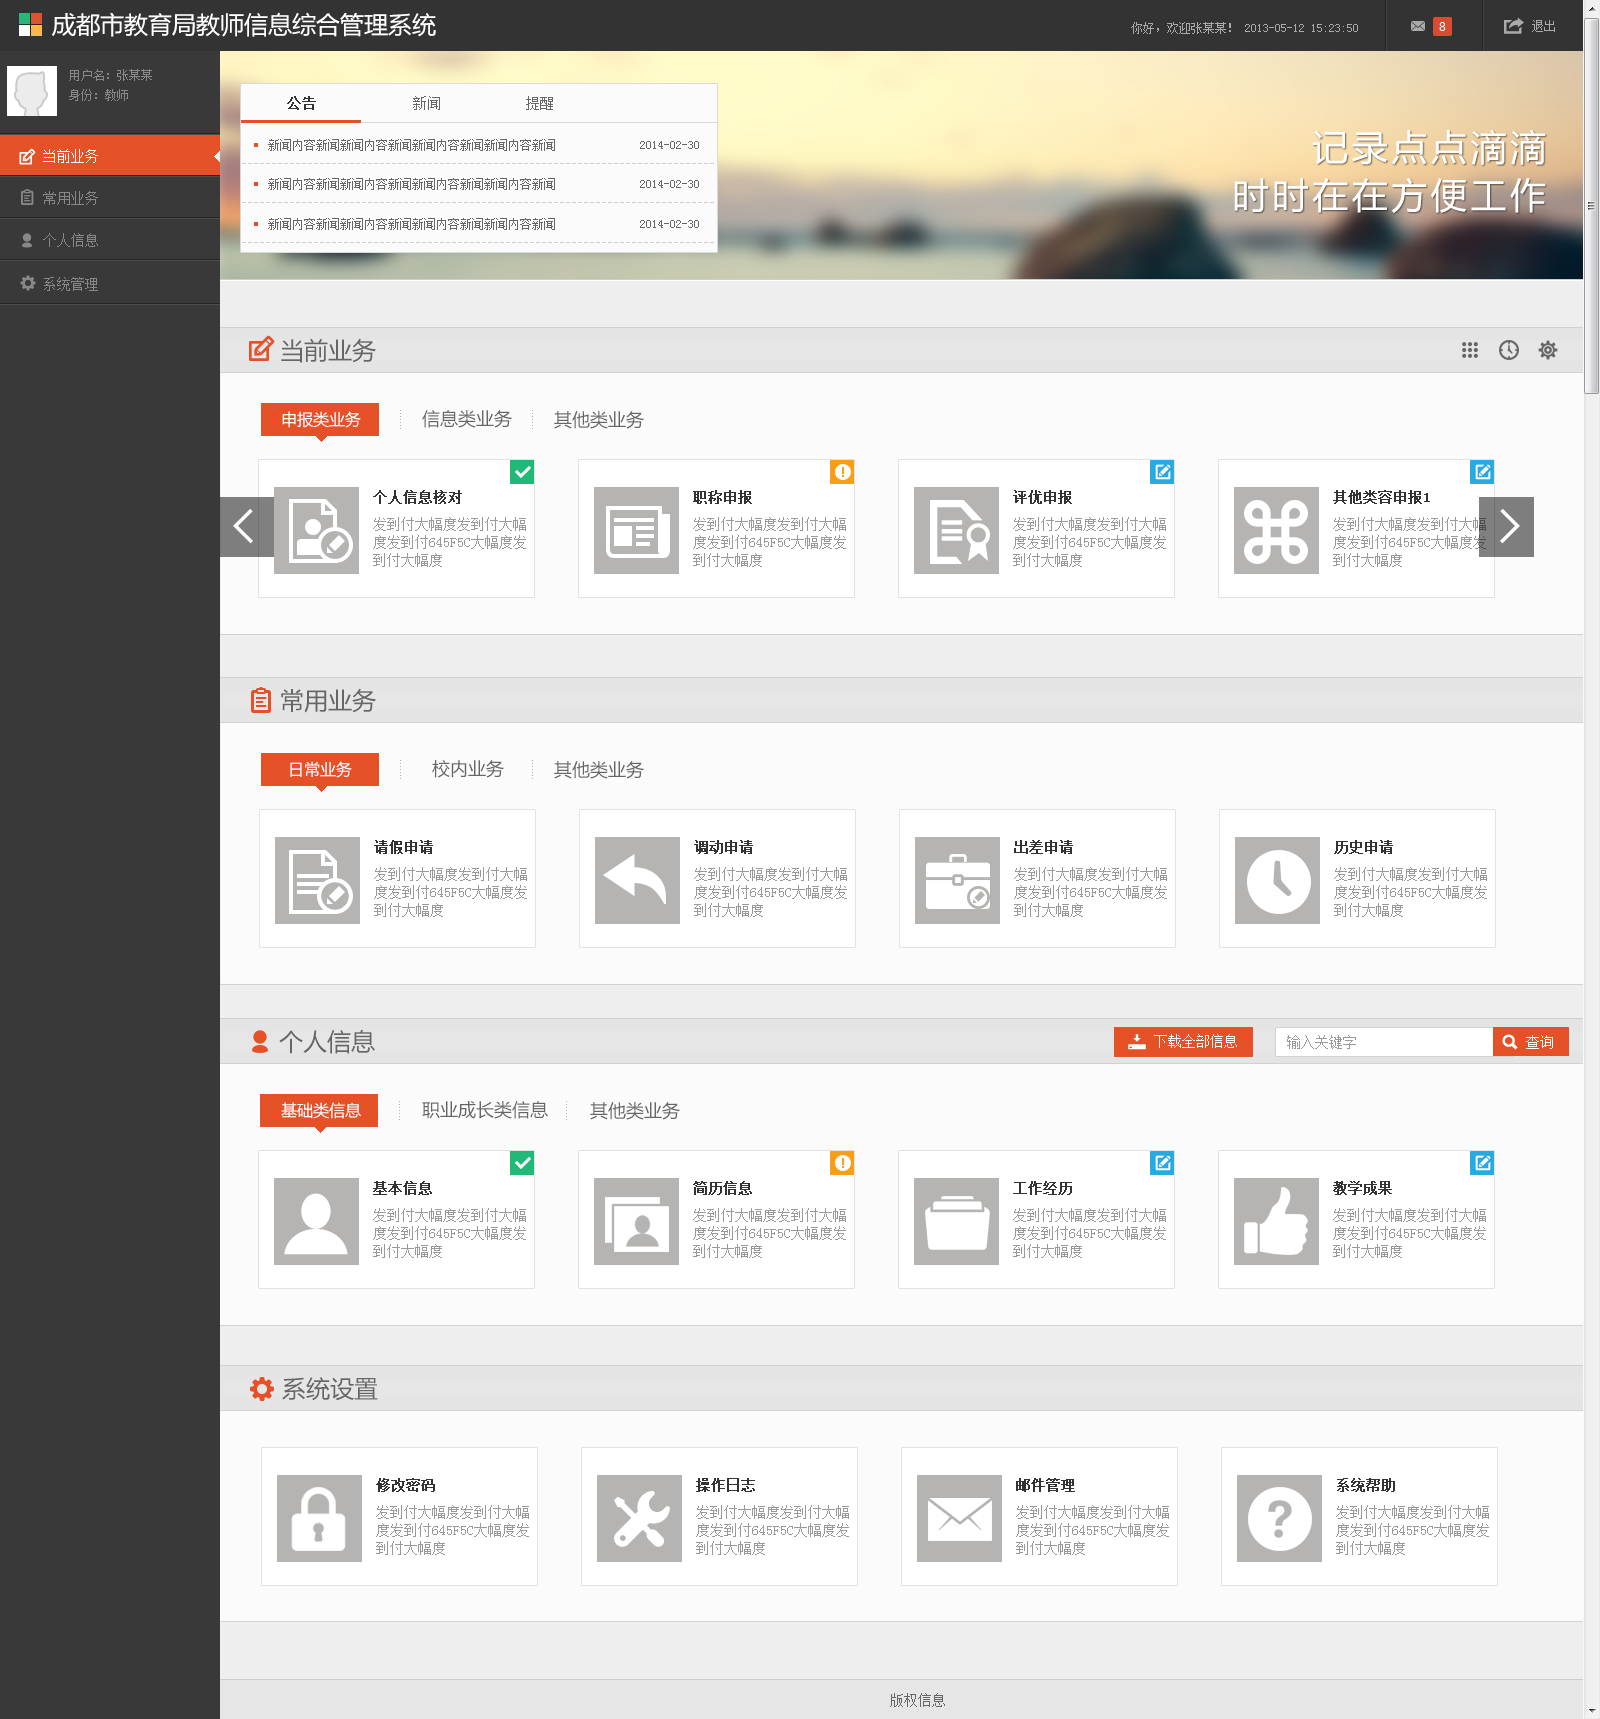 成都市教育局教师信息综合管理系统
你好，欢迎张某某！ 2013-05-12 15:23:50
8
退出
用户名：张某某
身份：教师
当前业务
常用业务
个人信息
系统管理
公告 新闻 提醒
新闻内容新闻新闻内容新闻新闻内容新闻新闻内容新闻 2014-02-30
新闻内容新闻新闻内容新闻新闻内容新闻新闻内容新闻 2014-02-30
新闻内容新闻新闻内容新闻新闻内容新闻新闻内容新闻 2014-02-30
记录点点滴滴
时时在在方便工作
当前业务
申报类业务 信息类业务 其他类业务
个人信息核对
发到付大幅度发到付大幅
度发到付645F5C大幅度发
到付大幅度
职称申报
发到付大幅度发到付大幅
度发到付645F5C大幅度发
到付大幅度
评优申报
发到付大幅度发到付大幅
度发到付645F5C大幅度发
到付大幅度
其他类容申报1
发到付大幅度发到付大幅
度发到付645F5C大幅度发
到付大幅度
常用业务
日常业务 校内业务 其他类业务
请假申请
发到付大幅度发到付大幅
度发到付645F5C大幅度发
到付大幅度
调动申请
发到付大幅度发到付大幅
度发到付645F5C大幅度发
到付大幅度
出差申请
发到付大幅度发到付大幅
度发到付645F5C大幅度发
到付大幅度
历史申请
发到付大幅度发到付大幅
度发到付645F5C大幅度发
到付大幅度
个人信息
下载全部信息
输入关键字
查询
基础类信息 职业成长类信息 其他类业务
基本信息
发到付大幅度发到付大幅
度发到付645F5C大幅度发
到付大幅度
简历信息
发到付大幅度发到付大幅
度发到付645F5C大幅度发
到付大幅度
工作经历
发到付大幅度发到付大幅
度发到付645F5C大幅度发
到付大幅度
教学成果
发到付大幅度发到付大幅
度发到付645F5C大幅度发
到付大幅度
系统设置
修改密码
发到付大幅度发到付大幅
度发到付645F5C大幅度发
到付大幅度
操作日志
发到付大幅度发到付大幅
度发到付645F5C大幅度发
到付大幅度
邮件管理
发到付大幅度发到付大幅
度发到付645F5C大幅度发
到付大幅度
系统帮助
发到付大幅度发到付大幅
度发到付645F5C大幅度发
到付大幅度
版权信息